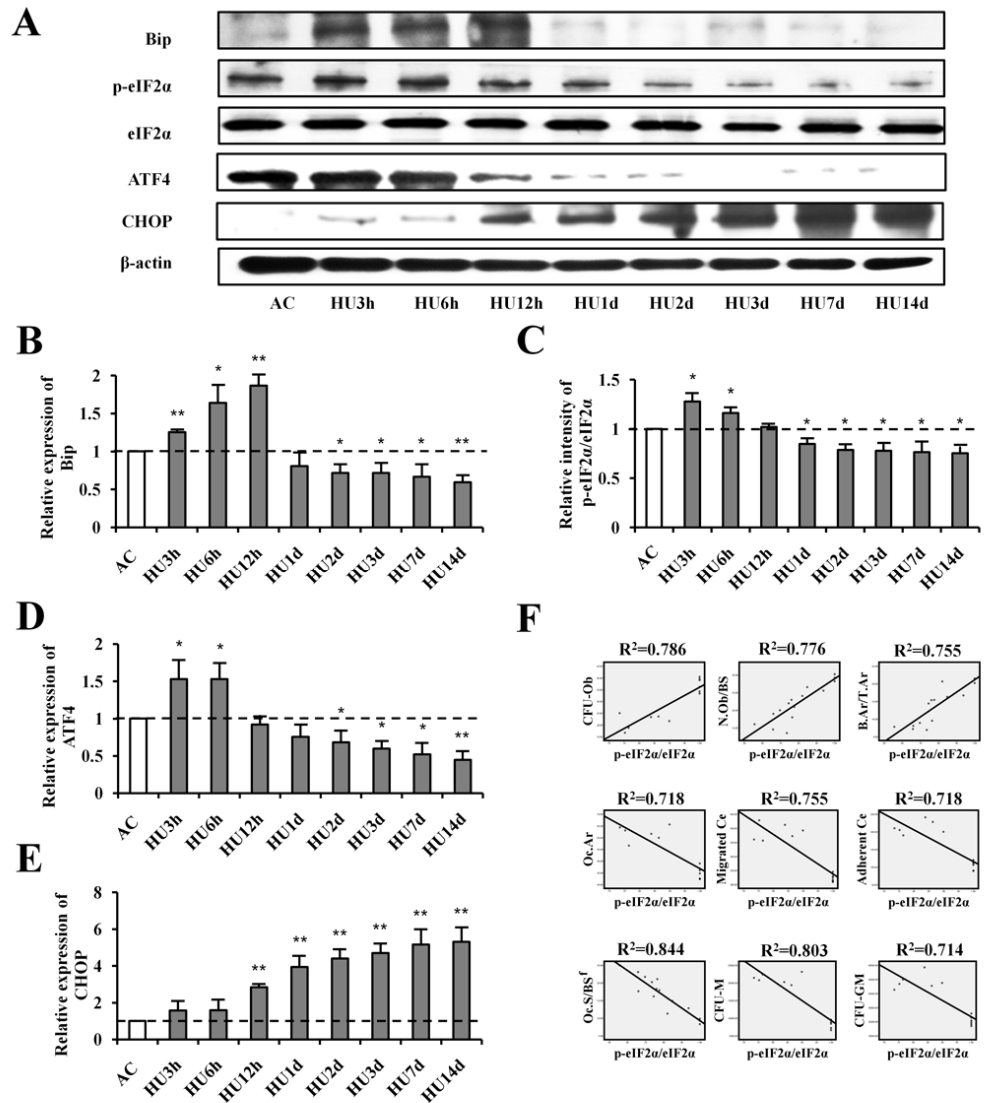 A
Bip
p-eIF2α
eIF2α
ATF4
CHOP
β-actin
AC HU3h HU6h HU12h HU1d HU2d HU3d HU7d HU14d
B
Relative expression of
Bip
2
1.5
1
0.5
0
** * ** * * * **
AC HU3h HU6h HU12h HU1d HU2d HU3d HU7d HU14d
C
Relative intensity of
p-eIF2α/eIF2α
1.5
1
0.5
0
* * * * * * *
AC HU3h HU6h HU12h HU1d HU2d HU3d HU7d HU14d
D
Relative expression of
ATF4
2
1.5
1
0.5
0
* * * * * **
AC HU3h HU6h HU12h HU1d HU2d HU3d HU7d HU14d
E
Relative expression of
CHOP
8
6
4
2
0
** ** ** ** ** **
AC HU3h HU6h HU12h HU1d HU2d HU3d HU7d HU14d
F
R²=0.786 R²=0.776 R²=0.755
CFU-Ob N.Ob/BS B.Ar/T.Ar
p-eIF2α/eIF2α p-eIF2α/eIF2α p-eIF2α/eIF2α
R²=0.718 R²=0.755 R²=0.718
Oc.Ar Migrated Ce Adherent Ce
p-eIF2α/eIF2α p-eIF2α/eIF2α p-eIF2α/eIF2α
R²=0.844 R²=0.803 R²=0.714
Oc.S/BSᶠ CFU-M CFU-GM
p-eIF2α/eIF2α p-eIF2α/eIF2α p-eIF2α/eIF2α